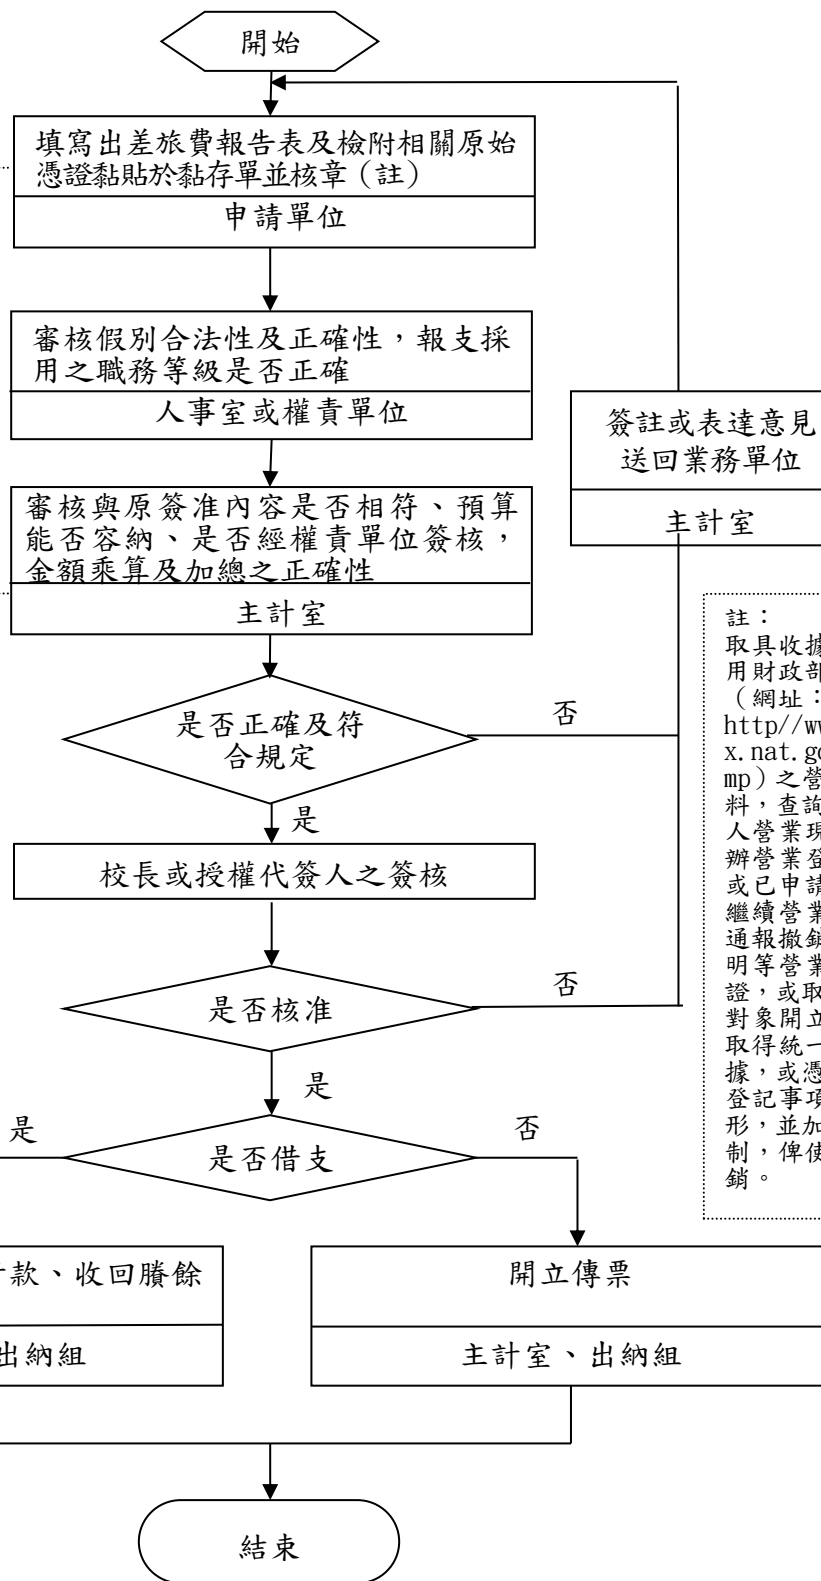 開始
填寫出差旅費報告表及檢附相關原始
憑證黏貼於黏存單並核章（註）
申請單位
審核假別合法性及正確性，報支採
用之職務等級是否正確
人事室或權責單位
簽註或表達意見
送回業務單位
主計室
審核與原簽准內容是否相符、預算
能否容納、是否經權責單位簽核，
金額乘算及加總之正確性
主計室
是否正確及符
合規定
否
是
校長或授權代簽人之簽核
是否核准
否
是
是否借支
是
否
款、收回賸餘
出納組
開立傳票
主計室、出納組
結束
註：
取具收據
用財政部
（網址：
http//ww
x.nat.go
mp）之營
料，查詢
人營業現
辦營業登
或已申請
繼續營業
通報撤銷
明等營業
證，或取
對象開立
取得統一
據，或憑
登記事項
形，並加
制，俾使
銷。